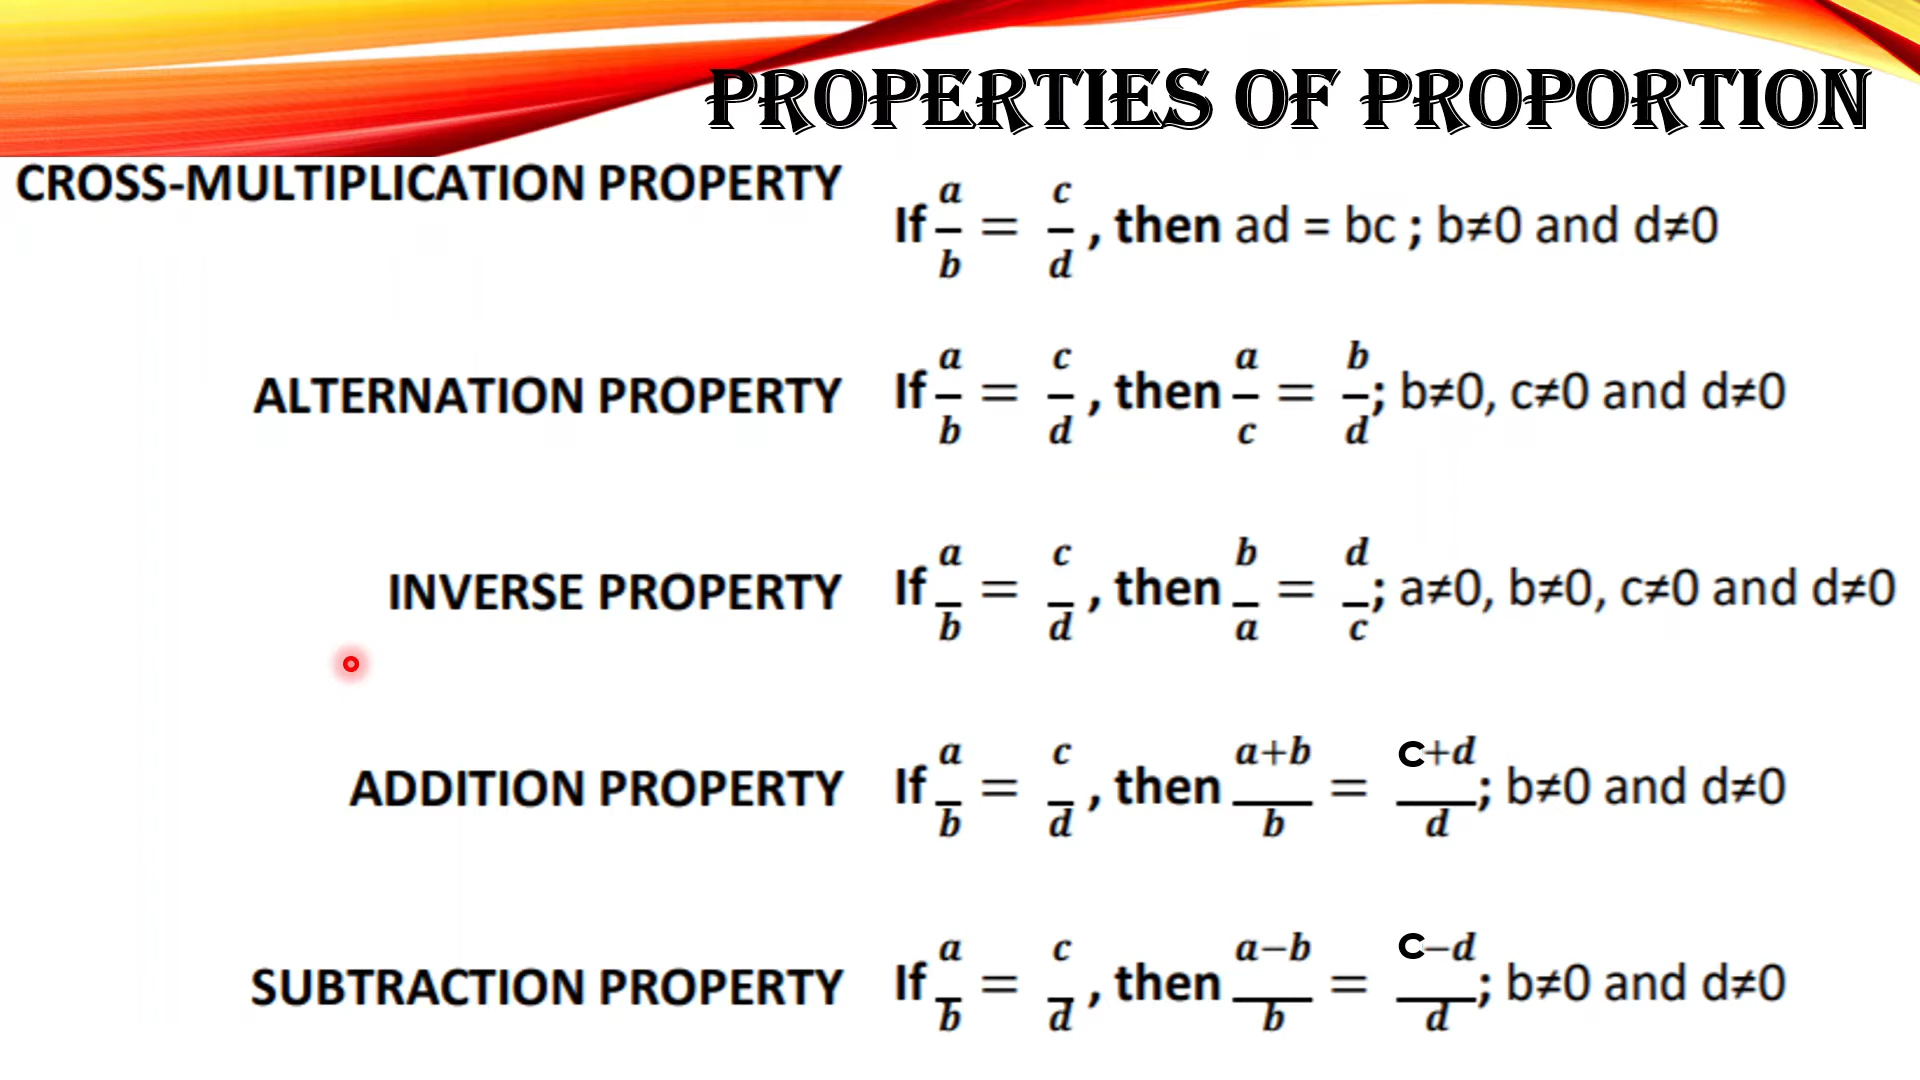 PROPERTIES OF PROPORTION
CROSS-MULTIPLICATION PROPERTY If a/b = c/d , then ad = bc ; b≠0 and d≠0
ALTERNATION PROPERTY If a/b = c/d , then a/c = b/d; b≠0, c≠0 and d≠0
INVERSE PROPERTY If a/b = c/d , then b/a = d/c; a≠0, b≠0, c≠0 and d≠0
ADDITION PROPERTY If a/b = c/d , then a+b/b = c+d/d; b≠0 and d≠0
SUBTRACTION PROPERTY If a/b = c/d , then a−b/b = c−d/d; b≠0 and d≠0